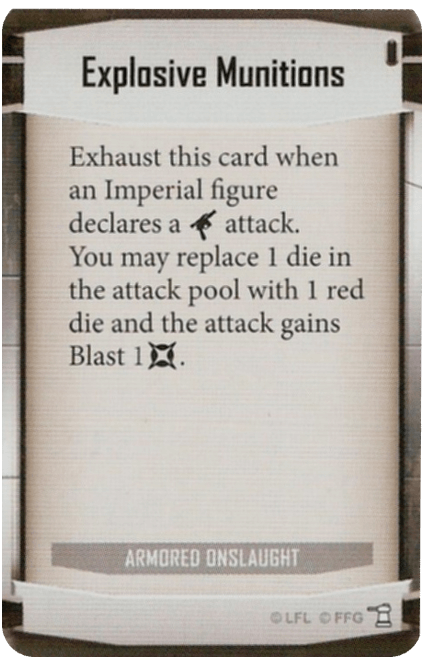 Explosive Munitions
Exhaust this card when
an Imperial figure
declares a attack.
You may replace 1 die in
the attack pool with 1 red
die and the attack gains
Blast 1.
ARMORED ONSLAUGHT
©LFL ©FFG